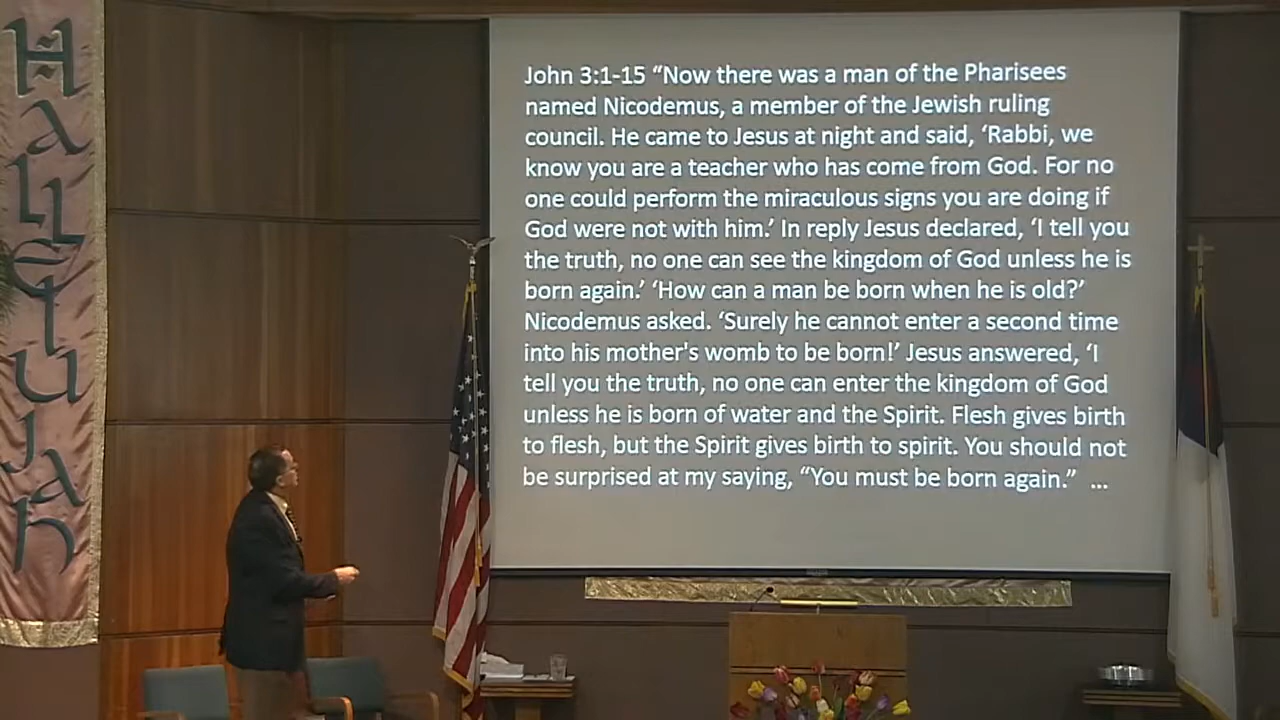 Hallelujah
John 3:1-15 “Now there was a man of the Pharisees
named Nicodemus, a member of the Jewish ruling
council. He came to Jesus at night and said, ‘Rabbi, we
know you are a teacher who has come from God. For no
one could perform the miraculous signs you are doing if
God were not with him.’ In reply Jesus declared, ‘I tell you
the truth, no one can see the kingdom of God unless he is
born again.’ ‘How can a man be born when he is old?’
Nicodemus asked. ‘Surely he cannot enter a second time
into his mother's womb to be born!’ Jesus answered, ‘I
tell you the truth, no one can enter the kingdom of God
unless he is born of water and the Spirit. Flesh gives birth
to flesh, but the Spirit gives birth to spirit. You should not
be surprised at my saying, “You must be born again.” ...